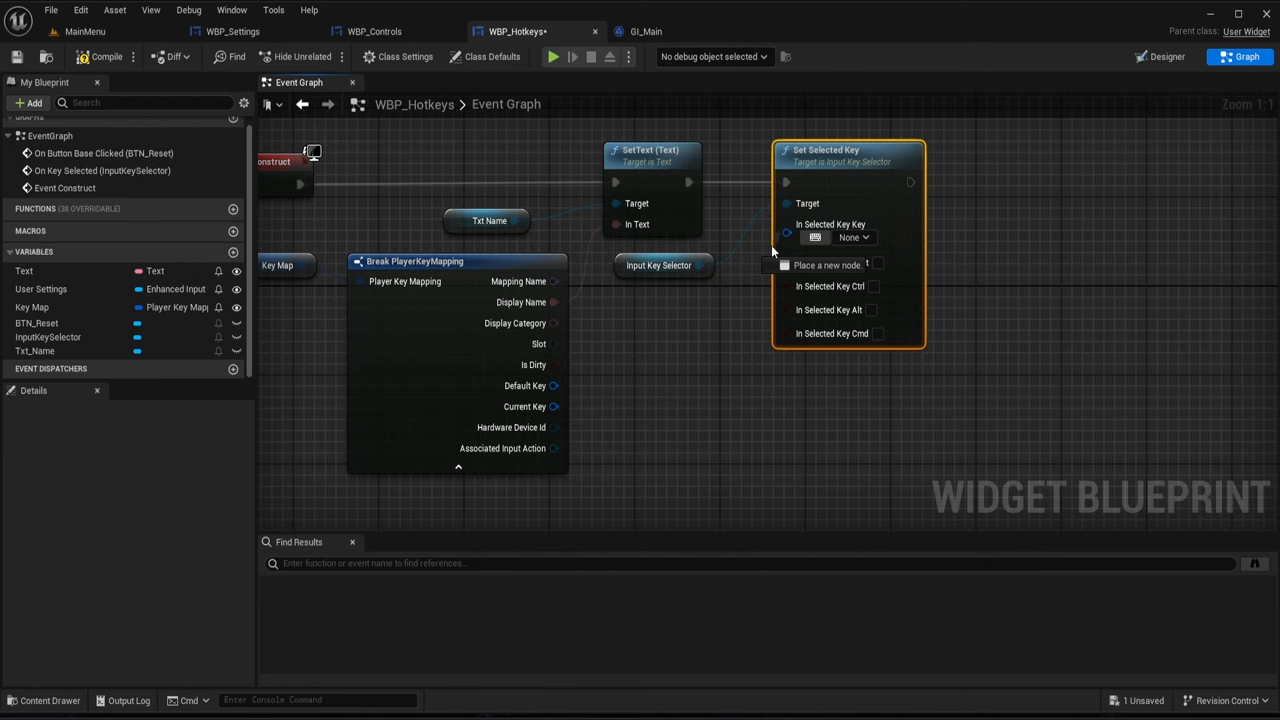 File Edit Asset View Debug Window Tools Help
MainMenu WBP_Settings WBP_Controls WBP_Hotkeys• GI_Main
Parent class: User Widget
Compile Diff Find Hide Unrelated Class Settings Class Defaults No debug object selected Designer Graph
My Blueprint Event Graph
Add Search WBP_Hotkeys > Event Graph Zoom 1:1
GRAPHS
EventGraph
On Button Base Clicked (BTN_Reset)
On Key Selected (InputKeySelector)
Event Construct
FUNCTIONS (38 OVERRIDABLE)
MACROS
VARIABLES
Text Text
User Settings Enhanced Input
Key Map Player Key Mapp
BTN_Reset
InputKeySelector
Txt_Name
EVENT DISPATCHERS
Details
onstruct
Key Map
Txt Name
Break PlayerKeyMapping
Player Key Mapping
Mapping Name
Display Name
Display Category
Slot
Is Dirty
Default Key
Current Key
Hardware Device Id
Associated Input Action
SetText (Text)
Target is Text
Target
In Text
Input Key Selector
Set Selected Key
Target is Input Key Selector
Target
In Selected Key Key
None
Place a new node.
t
In Selected Key Ctrl
In Selected Key Alt
In Selected Key Cmd
WIDGET BLUEPRINT
Find Results
Enter function or event name to find references...
Content Drawer Output Log Cmd Enter Console Command 1 Unsaved Revision Control